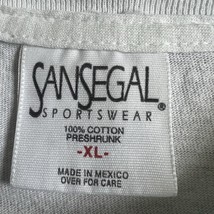 SANSEGAL®
SPORTSWEAR
100% COTTON
PRESHRUNK
-XL-
MADE IN MEXICO
OVER FOR CARE